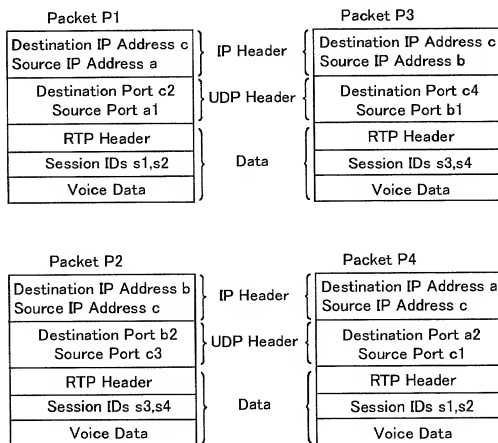 Packet P1
Destination IP Address c
Source IP Address a
Destination Port c2
Source Port a1
RTP Header
Session IDs s1,s2
Voice Data
IP Header
UDP Header
Data
Packet P3
Destination IP Address c
Source IP Address b
Destination Port c4
Source Port b1
RTP Header
Session IDs s3,s4
Voice Data
Packet P2
Destination IP Address b
Source IP Address c
Destination Port b2
Source Port c3
RTP Header
Session IDs s3,s4
Voice Data
IP Header
UDP Header
Data
Packet P4
Destination IP Address a
Source IP Address c
Destination Port a2
Source Port c1
RTP Header
Session IDs s1,s2
Voice Data